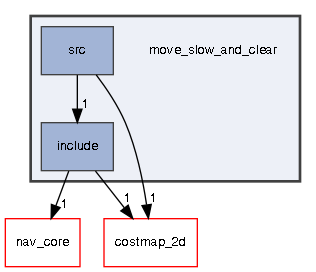 src
move_slow_and_clear
1
include
1
1
1
nav_core
costmap_2d